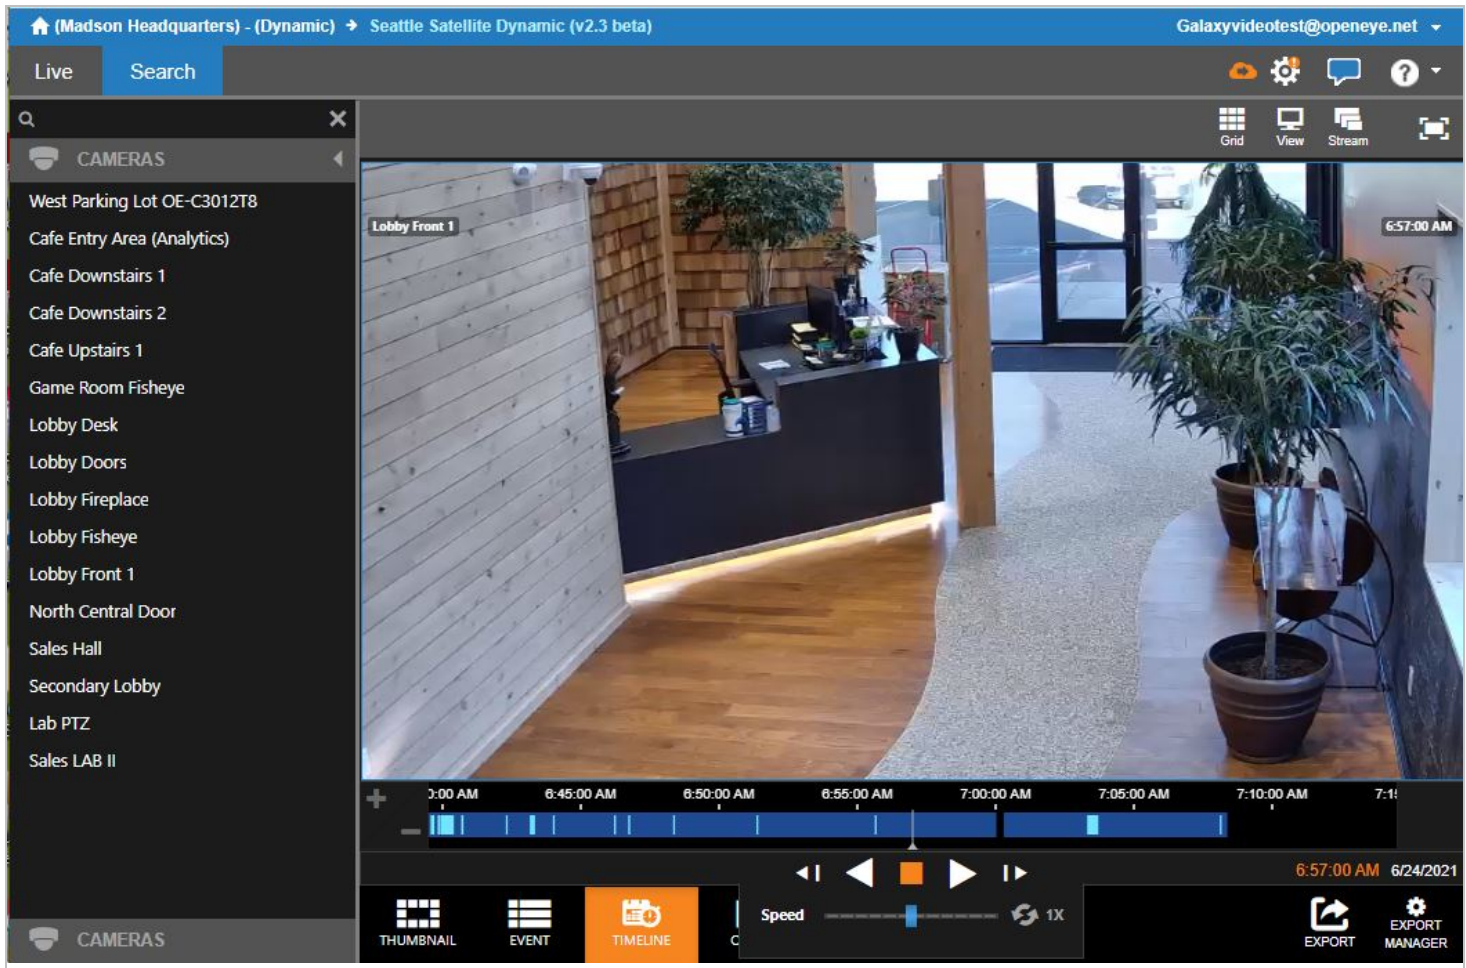 (Madson Headquarters) - (Dynamic) → Seattle Satellite Dynamic (v2.3 beta)
Galaxyvideotest@openeye.net
Live
Search
?
CAMERAS
Grid
View
Stream
West Parking Lot OE-C3012T8
Cafe Entry Area (Analytics)
Cafe Downstairs 1
Cafe Downstairs 2
Cafe Upstairs 1
Game Room Fisheye
Lobby Desk
Lobby Doors
Lobby Fireplace
Lobby Fisheye
Lobby Front 1
North Central Door
Sales Hall
Secondary Lobby
Lab PTZ
Sales LAB II
CAMERAS
Lobby Front 1
6:57:00 AM
0:00 AM 6:45:00 AM 6:50:00 AM 6:55:00 AM 7:00:00 AM 7:05:00 AM 7:10:00 AM
6:57:00 AM 6/24/2021
Speed 1X
THUMBNAIL
EVENT
TIMELINE
EXPORT
EXPORT
MANAGER